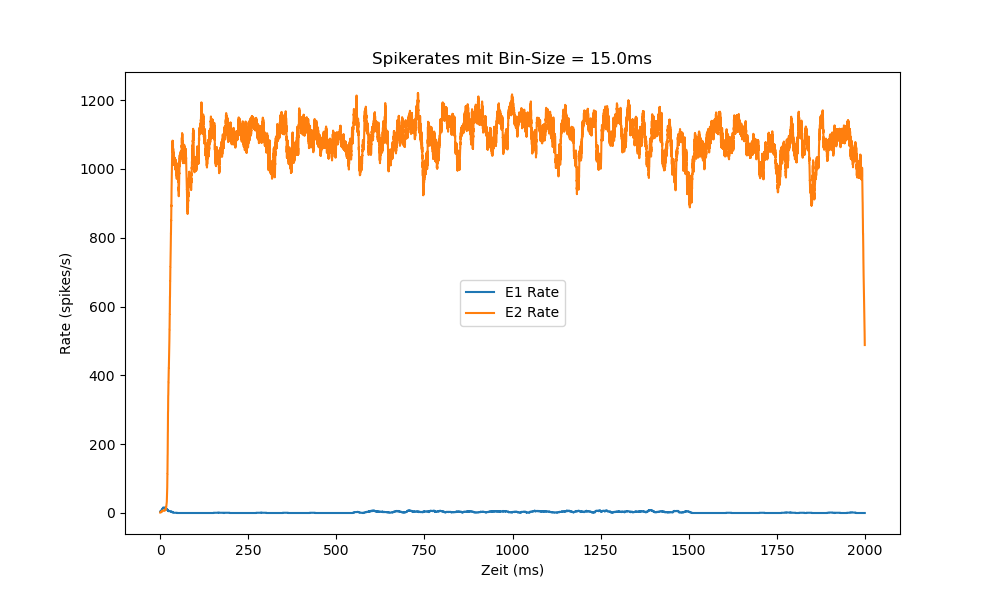 Spikerates mit Bin-Size = 15.0ms
1200
1000
800
600
400
200
0
Rate (spikes/s)
E1 Rate
E2 Rate
0 250 500 750 1000 1250 1500 1750 2000
Zeit (ms)